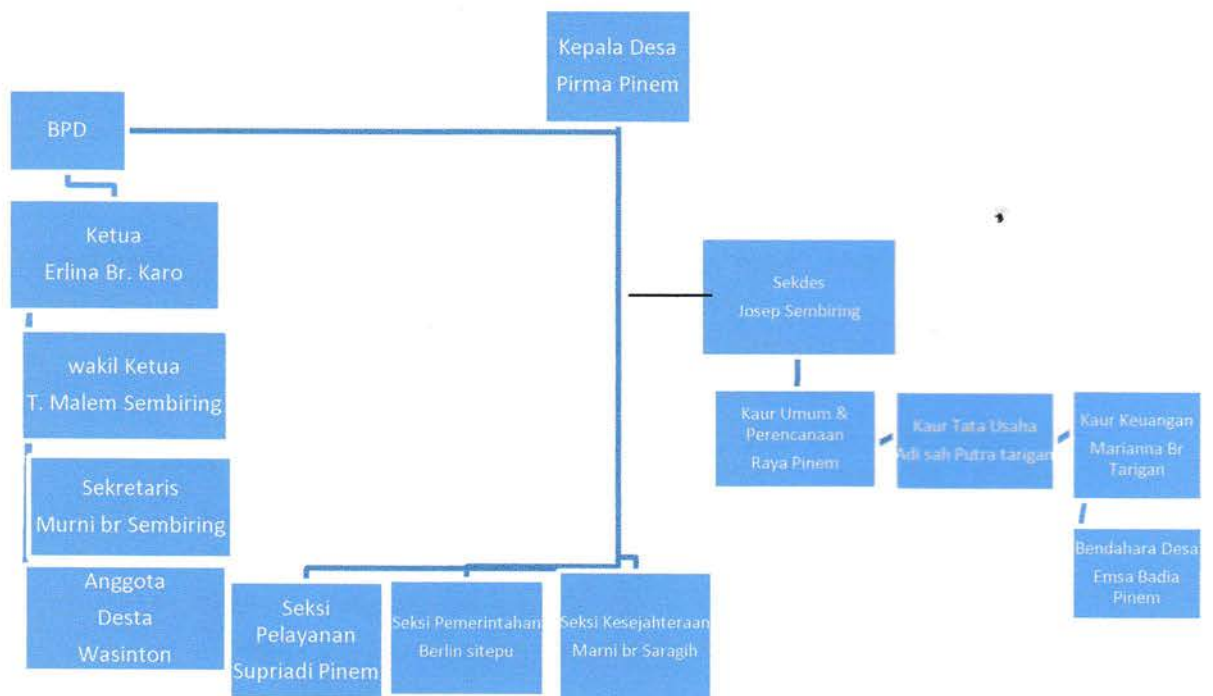 Kepala Desa
Pirma Pinem
BPD
Ketua
Erlina Br. Karo
wakil Ketua
T. Malem Sembiring
Sekretaris
Murni br Sembiring
Anggota
Desta
Wasinton
Sekdes
Josep Sembiring
Kaur Umum &
Perencanaan
Raya Pinem
Kaur Tata Usaha
Adi sah Putra tarigan
Kaur Keuangan
Marianna Br
Tarigan
Bendahara Desa
Emsa Badia
Pinem
Seksi
Pelayanan
Supriadi Pinem
Seksi Pemerintahan
Berlin sitepu
Seksi Kesejahteraan
Marni br Saragih